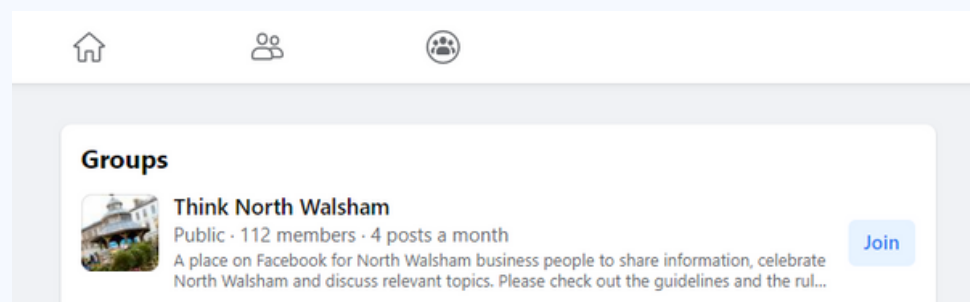 Groups
Think North Walsham
Public · 112 members · 4 posts a month
A place on Facebook for North Walsham business people to share information, celebrate
North Walsham and discuss relevant topics. Please check out the guidelines and the rul...
Join